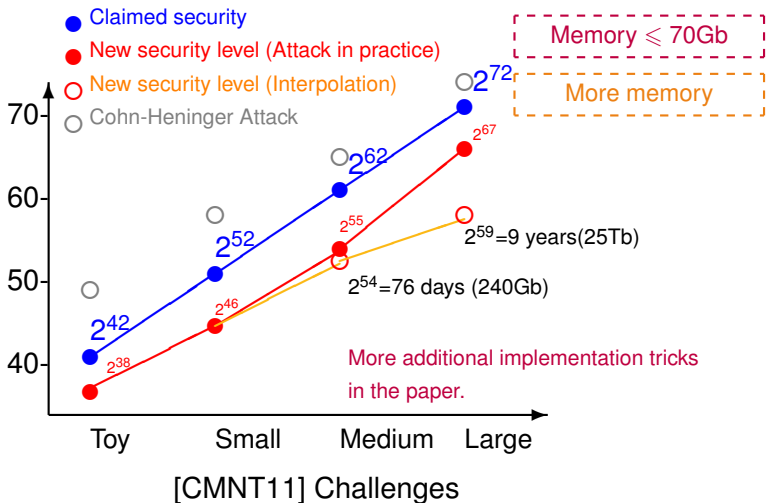 Claimed security
New security level (Attack in practice)
New security level (Interpolation)
Cohn-Heninger Attack
Memory ⩽ 70Gb
More memory
70
60
50
40
2^42
2^52
2^62
2^72
2^38
2^46
2^55
2^67
2^59=9 years(25Tb)
2^54=76 days (240Gb)
More additional implementation tricks
in the paper.
Toy
Small
Medium
Large
[CMNT11] Challenges